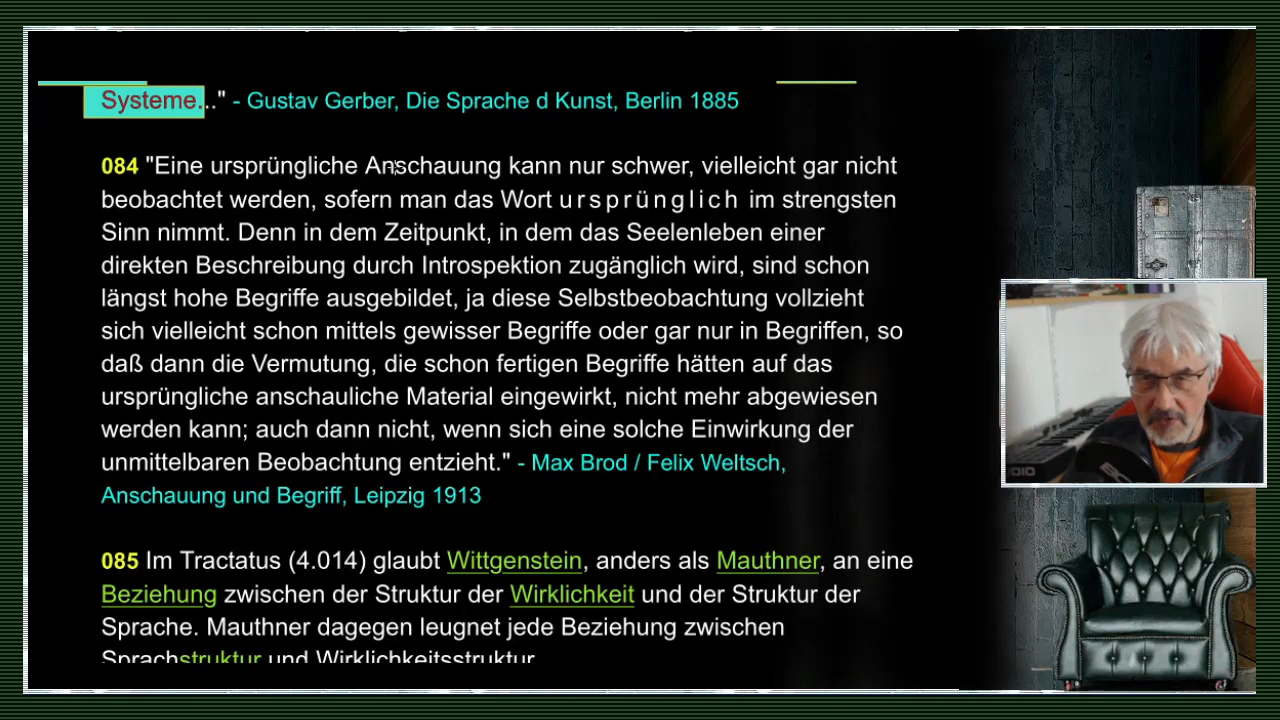 Systeme..." - Gustav Gerber, Die Sprache d Kunst, Berlin 1885
084 "Eine ursprüngliche Anschauung kann nur schwer, vielleicht gar nicht
beobachtet werden, sofern man das Wort u r s p r ü n g l i c h im strengsten
Sinn nimmt. Denn in dem Zeitpunkt, in dem das Seelenleben einer
direkten Beschreibung durch Introspektion zugänglich wird, sind schon
längst hohe Begriffe ausgebildet, ja diese Selbstbeobachtung vollzieht
sich vielleicht schon mittels gewisser Begriffe oder gar nur in Begriffen, so
daß dann die Vermutung, die schon fertigen Begriffe hätten auf das
ursprüngliche anschauliche Material eingewirkt, nicht mehr abgewiesen
werden kann; auch dann nicht, wenn sich eine solche Einwirkung der
unmittelbaren Beobachtung entzieht." - Max Brod / Felix Weltsch,
Anschauung und Begriff, Leipzig 1913
085 Im Tractatus (4.014) glaubt Wittgenstein, anders als Mauthner, an eine
Beziehung zwischen der Struktur der Wirklichkeit und der Struktur der
Sprache. Mauthner dagegen leugnet jede Beziehung zwischen
Sprachstruktur und Wirklichkeitsstruktur